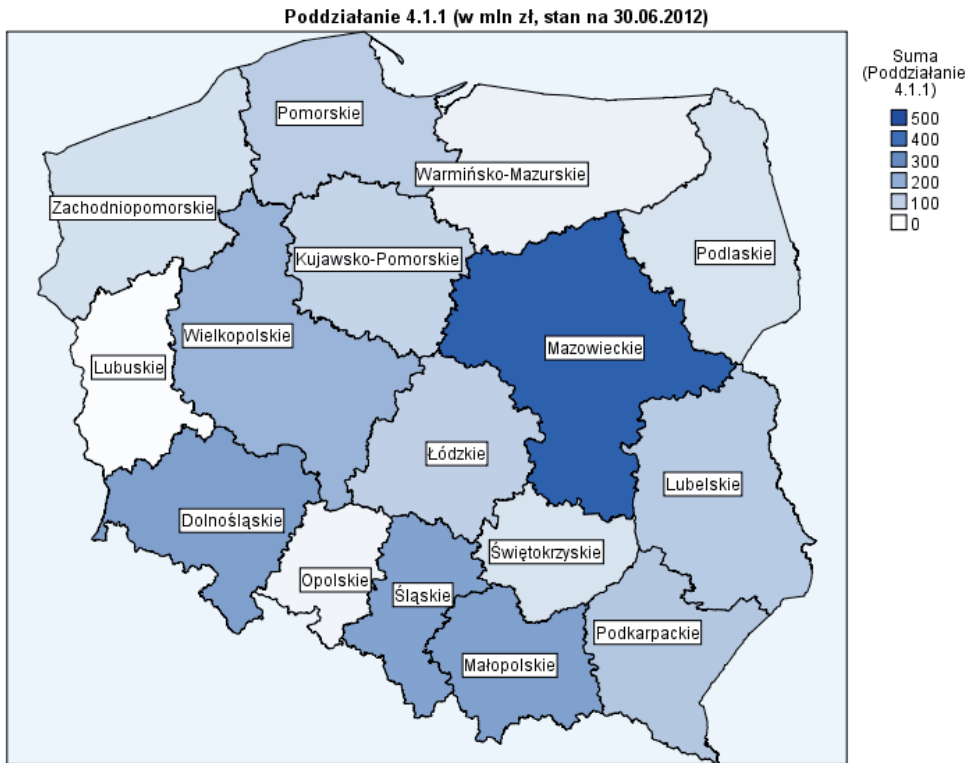 Poddziałanie 4.1.1 (w mln zł, stan na 30.06.2012)
Suma
(Poddziałanie
4.1.1)
500
400
300
200
100
0
Pomorskie
Warmińsko-Mazurskie
Zachodniopomorskie
Podlaskie
Kujawsko-Pomorskie
Wielkopolskie
Mazowieckie
Lubuskie
Łódzkie
Lubelskie
Dolnośląskie
Świętokrzyskie
Opolskie
Śląskie
Podkarpackie
Małopolskie